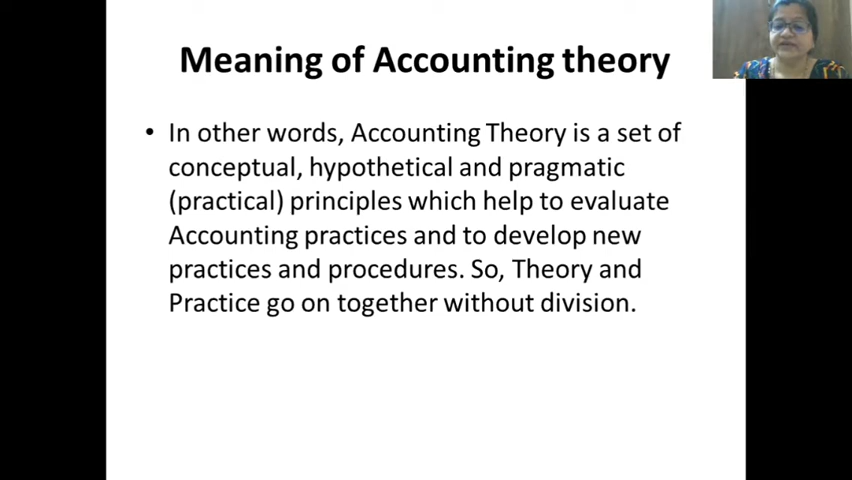 Meaning of Accounting theory
• In other words, Accounting Theory is a set of
conceptual, hypothetical and pragmatic
(practical) principles which help to evaluate
Accounting practices and to develop new
practices and procedures. So, Theory and
Practice go on together without division.